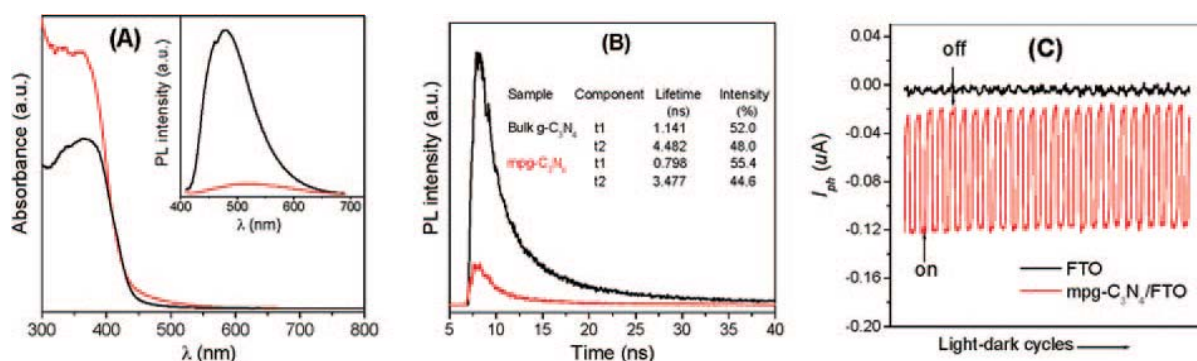 (A)
Absorbance (a.u.)
300 400 500 600 700 800
λ (nm)
PL intensity (a.u.)
400 500 600 700
λ (nm)
(B)
PL intensity (a.u.)
Sample Component Lifetime (ns) Intensity (%)
Bulk g-C₃N₄ t1 1.141 52.0
t2 4.482 48.0
mpg-C₃N₄ t1 0.798 55.4
t2 3.477 44.6
5 10 15 20 25 30 35 40
Time (ns)
(C)
I_ph (uA)
0.04
0.00
-0.04
-0.08
-0.12
-0.16
-0.20
off
on
FTO
mpg-C₃N₄/FTO
Light-dark cycles